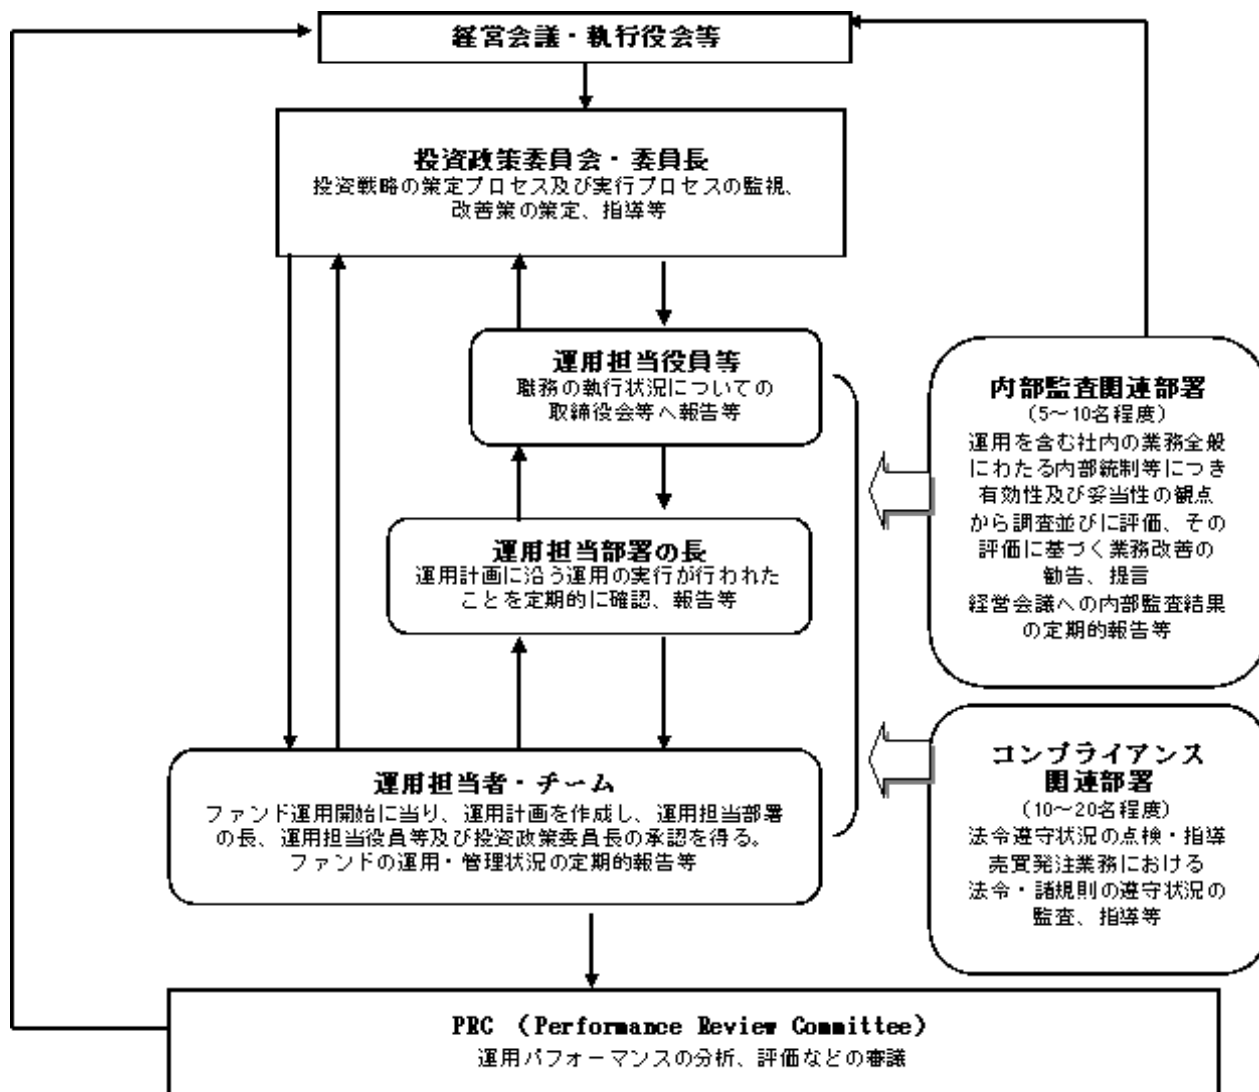 経営会議・執行役会等
投資政策委員会・委員長
投資戦略の策定プロセス及び実行プロセスの監視、
改善策の策定、指導等
運用担当役員等
職務の執行状況についての
取締役会等へ報告等
運用担当部署の長
運用計画に沿う運用の実行が行われた
ことを定期的に確認、報告等
運用担当者・チーム
ファンド運用開始に当り、運用計画を作成し、運用担当部署
の長、運用担当役員等及び投資政策委員長の承認を得る。
ファンドの運用・管理状況の定期的報告等
内部監査関連部署
(5～10名程度)
運用を含む社内の業務全般
にわたる内部統制等につき
有効性及び妥当性の観点
から調査並びに評価、その
評価に基づく業務改善の
勧告、提言
経営会議への内部監査結果
の定期的報告等
コンプライアンス
関連部署
(10～20名程度)
法令遵守状況の点検・指導
売買発注業務における
法令・諸規則の遵守状況の
監査、指導等
PRC （Performance Review Committee）
運用パフォーマンスの分析、評価などの審議